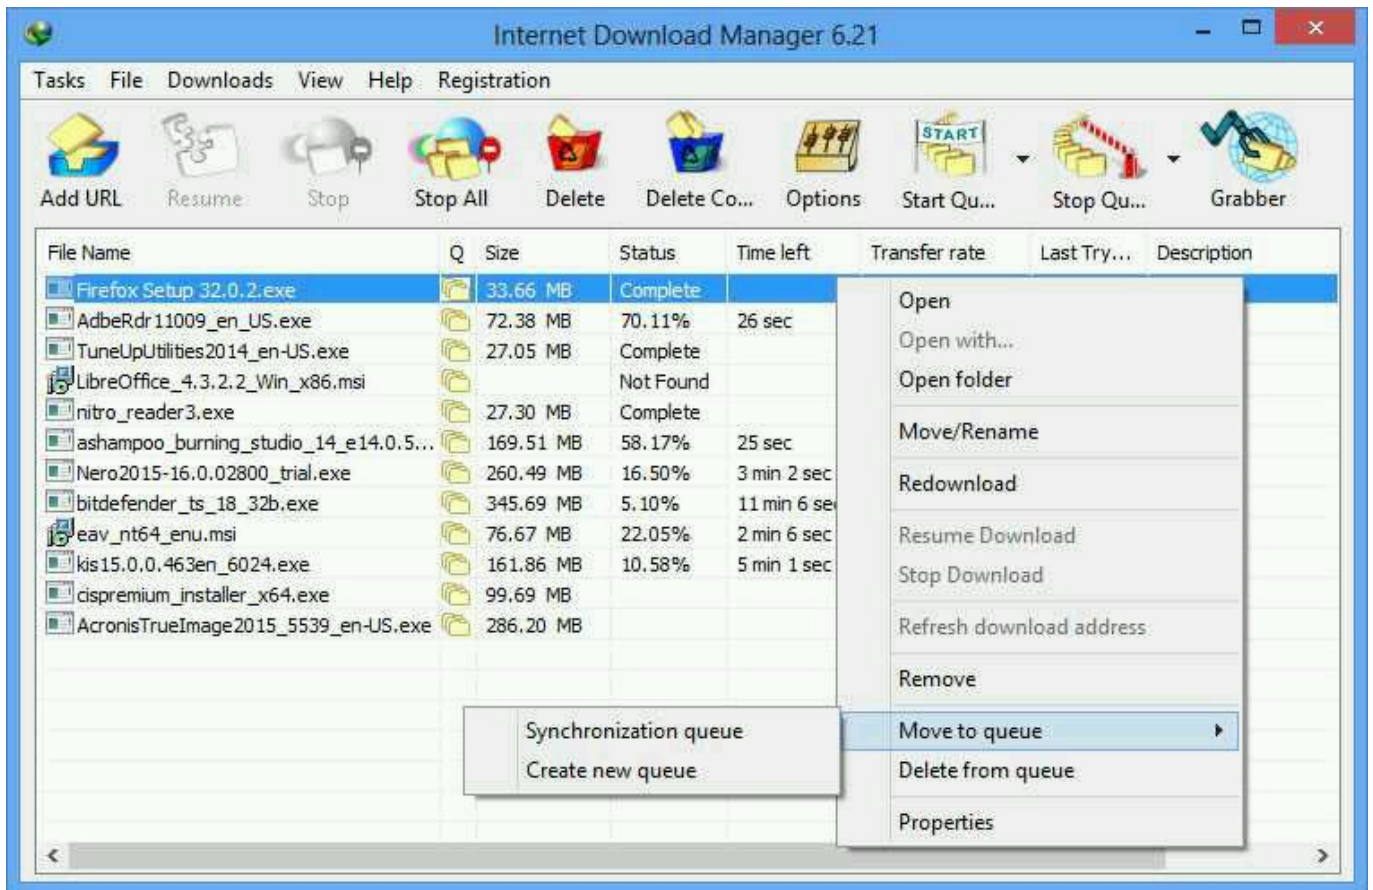 Internet Download Manager 6.21
Tasks File Downloads View Help Registration
START
Add URL Resume Stop Stop All Delete Delete Co... Options Start Qu... Stop Qu... Grabber
File Name Q Size Status Time left Transfer rate Last Try... Description
Firefox Setup 32.0.2.exe 33.66 MB Complete
AdbeRdr11009_en_US.exe 72.38 MB 70.11% 26 sec
TuneUpUtilities2014_en-US.exe 27.05 MB Complete
LibreOffice_4.3.2.2_Win_x86.msi Not Found
nitro_reader3.exe 27.30 MB Complete
ashampoo_burning_studio_14_e14.0.5... 169.51 MB 58.17% 25 sec
Nero2015-16.0.02800_trial.exe 260.49 MB 16.50% 3 min 2 sec
bitdefender_ts_18_32b.exe 345.69 MB 5.10% 11 min 6 se
eav_nt64_enu.msi 76.67 MB 22.05% 2 min 6 sec
kis15.0.0.463en_6024.exe 161.86 MB 10.58% 5 min 1 sec
cispremium_installer_x64.exe 99.69 MB
AcronisTrueImage2015_5539_en-US.exe 286.20 MB
Open
Open with...
Open folder
Move/Rename
Redownload
Resume Download
Stop Download
Refresh download address
Remove
Move to queue
Delete from queue
Properties
Synchronization queue
Create new queue